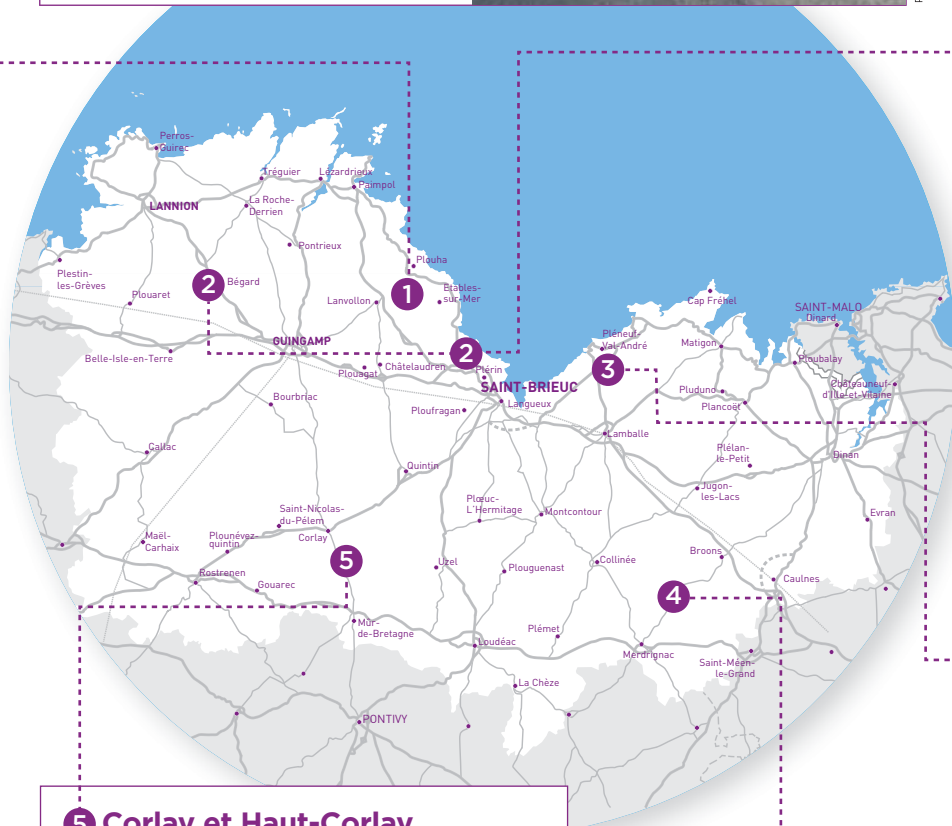 Perros-
Guirec
Tréguier
Lézardrieux
Paimpol
LANNION
La Roche-
Derrien
Pontrieux
Plouha
Plestin-
les-Grèves
2
Bégard
1
Etables-
sur-Mer
Plouaret
Lanvollon
Cap Fréhel
SAINT-MALO
Dinard
GUINGAMP
Pléneuf-
Val-André
Matigon
Belle-Isle-en-Terre
2
Ploubalay
Châtelaudren
Plérin
3
Plouagat
SAINT-BRIEUC
Pluduno
Châteauneuf-
d'Ille-et-Vilaine
Bourbriac
Ploufragan
Langueux
Plancoët
Lamballe
Callac
Plélan-
le-Petit
Dinan
Quintin
Jugon-
les-Lacs
Plœuc-
L'Hermitage
Montcontour
Evran
Saint-Nicolas-
du-Pélem
Maël-
Carhaix
Plounévez-
quintin
Corlay
5
Uzel
Plouguenast
Collinée
Broons
Caulnes
Rostrenen
Gouarec
4
Mûr-
de-Bretagne
Loudéac
Plémet
Merdrignac
Saint-Méen-
le-Grand
La Chèze
PONTIVY
5 Corlay et Haut-Corlay